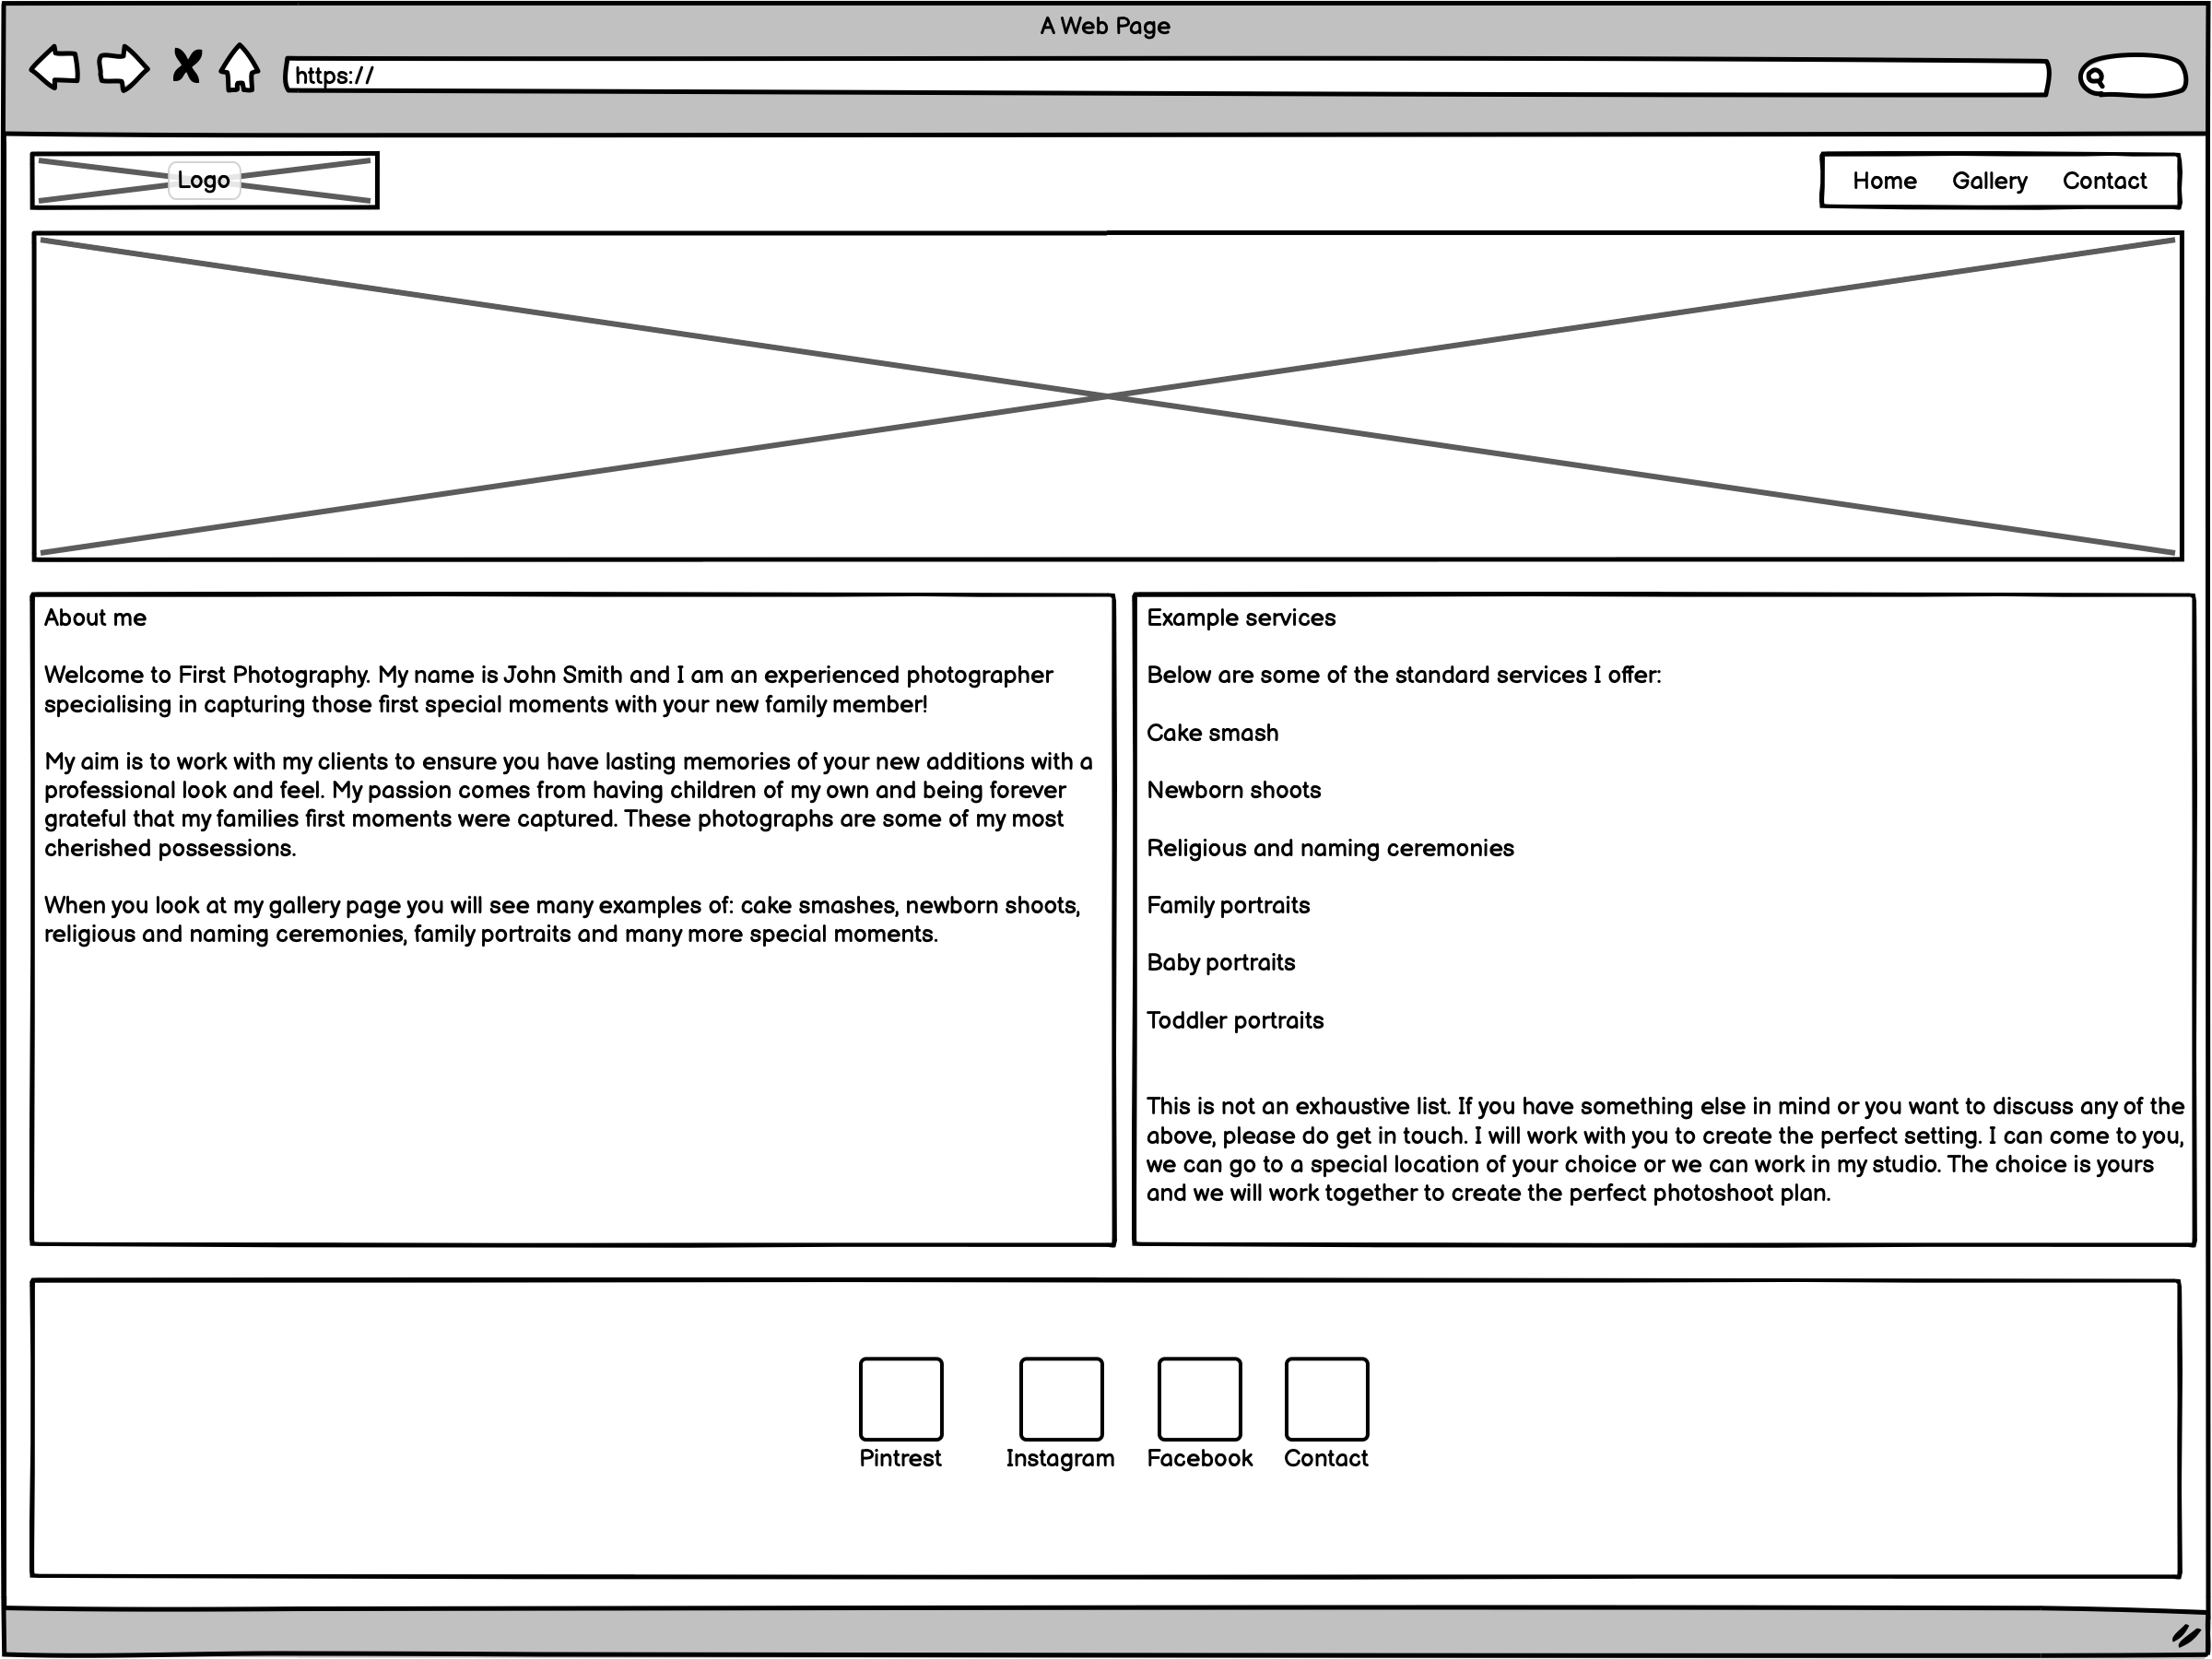 A Web Page
https://
Logo
Home Gallery Contact
About me
Welcome to First Photography. My name is John Smith and I am an experienced photographer
specialising in capturing those first special moments with your new family member!
My aim is to work with my clients to ensure you have lasting memories of your new additions with a
professional look and feel. My passion comes from having children of my own and being forever
grateful that my families first moments were captured. These photographs are some of my most
cherished possessions.
When you look at my gallery page you will see many examples of: cake smashes, newborn shoots,
religious and naming ceremonies, family portraits and many more special moments.
Example services
Below are some of the standard services I offer:
Cake smash
Newborn shoots
Religious and naming ceremonies
Family portraits
Baby portraits
Toddler portraits
This is not an exhaustive list. If you have something else in mind or you want to discuss any of the
above, please do get in touch. I will work with you to create the perfect setting. I can come to you,
we can go to a special location of your choice or we can work in my studio. The choice is yours
and we will work together to create the perfect photoshoot plan.
Pintrest Instagram Facebook Contact